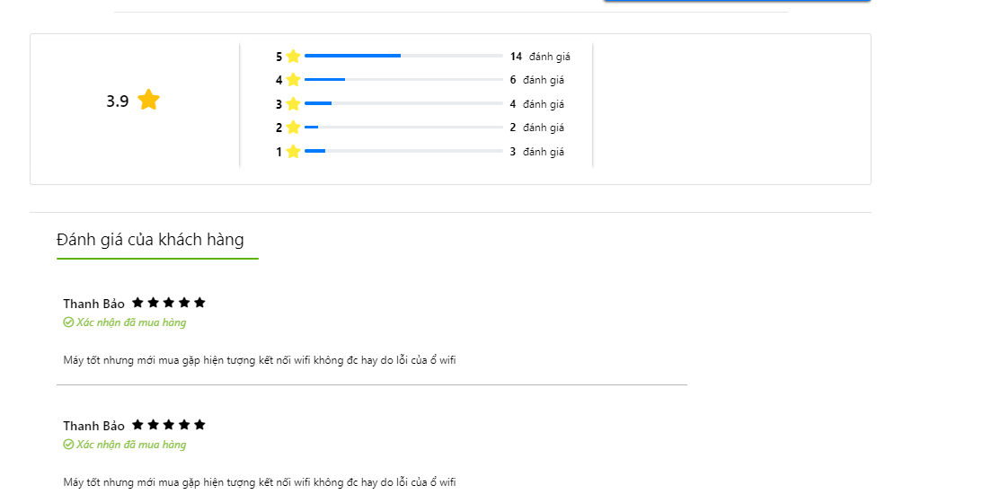 3.9
5 14 đánh giá
4 6 đánh giá
3 4 đánh giá
2 2 đánh giá
1 3 đánh giá
Đánh giá của khách hàng
Thanh Bảo
Xác nhận đã mua hàng
Máy tốt nhưng mới mua gặp hiện tượng kết nối wifi không đc hay do lỗi của ổ wifi
Thanh Bảo
Xác nhận đã mua hàng
Máy tốt nhưng mới mua gặp hiện tượng kết nối wifi không đc hay do lỗi của ổ wifi